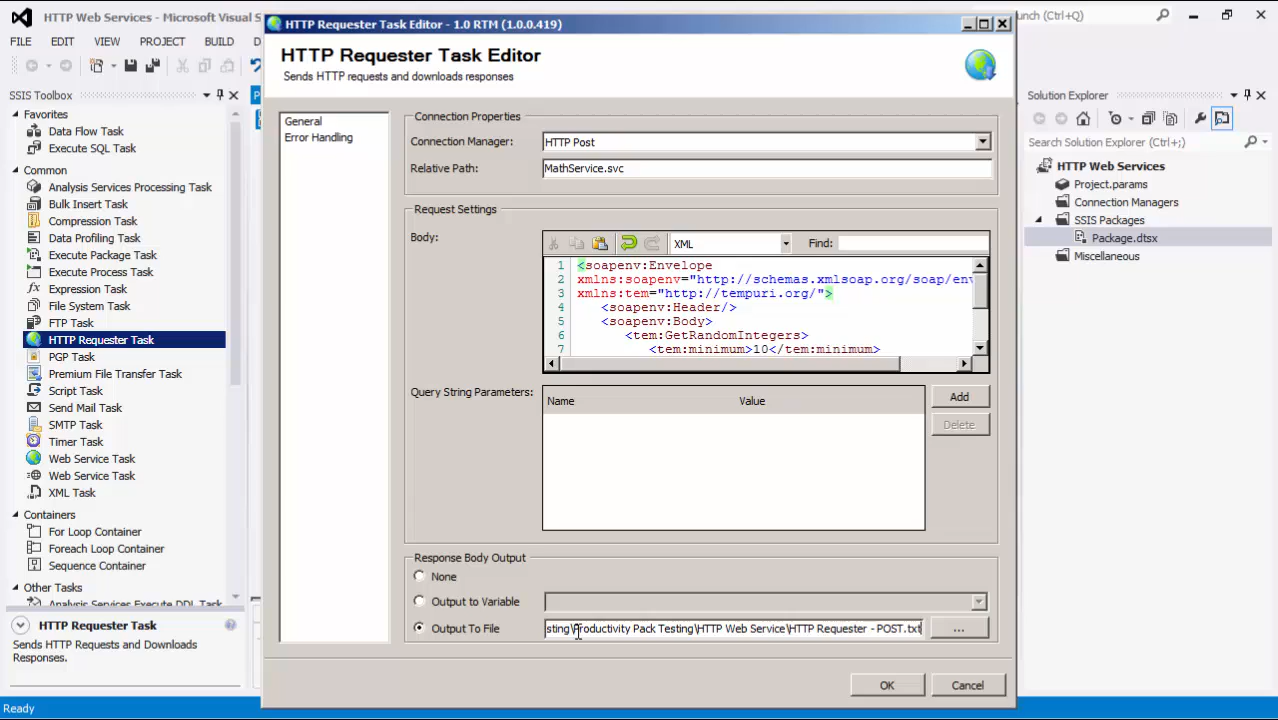 HTTP Web Services - Microsoft Visual S
unch (Ctrl+Q)
FILE EDIT VIEW PROJECT BUILD D
SSIS Toolbox
Favorites
Data Flow Task
Execute SQL Task
Common
Analysis Services Processing Task
Bulk Insert Task
Compression Task
Data Profiling Task
Execute Package Task
Execute Process Task
Expression Task
File System Task
FTP Task
HTTP Requester Task
PGP Task
Premium File Transfer Task
Script Task
Send Mail Task
SMTP Task
Timer Task
Web Service Task
Web Service Task
XML Task
Containers
For Loop Container
Foreach Loop Container
Sequence Container
Other Tasks
Analysis Services Execute DDL Task
HTTP Requester Task
Sends HTTP requests and downloads
Responses.
Ready
HTTP Requester Task Editor - 1.0 RTM (1.0.0.419)
HTTP Requester Task Editor
Sends HTTP requests and downloads responses
General
Error Handling
Connection Properties
Connection Manager: HTTP Post
Relative Path: MathService.svc
Request Settings
Body:
XML Find:
1 <soapenv:Envelope
2 xmlns:soapenv="http://schemas.xmlsoap.org/soap/env
3 xmlns:tem="http://tempuri.org/">
4 <soapenv:Header/>
5 <soapenv:Body>
6 <tem:GetRandomIntegers>
7 <tem:minimum>10</tem:minimum>
Query String Parameters:
Name Value
Add
Delete
Response Body Output
None
Output to Variable
Output To File sting\Productivity Pack Testing\HTTP Web Service\HTTP Requester - POST.txt
...
OK Cancel
Solution Explorer
Search Solution Explorer (Ctrl+;)
HTTP Web Services
Project.params
Connection Managers
SSIS Packages
Package.dtsx
Miscellaneous